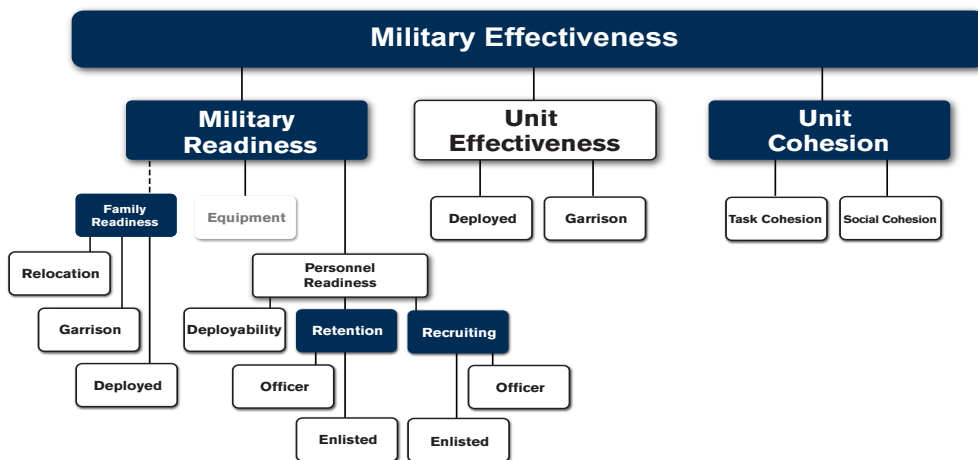 Military Effectiveness
Military
Readiness
Unit
Effectiveness
Unit
Cohesion
Family
Readiness
Equipment
Deployed
Garrison
Task Cohesion
Social Cohesion
Relocation
Personnel
Readiness
Garrison
Deployability
Retention
Recruiting
Deployed
Officer
Officer
Enlisted
Enlisted